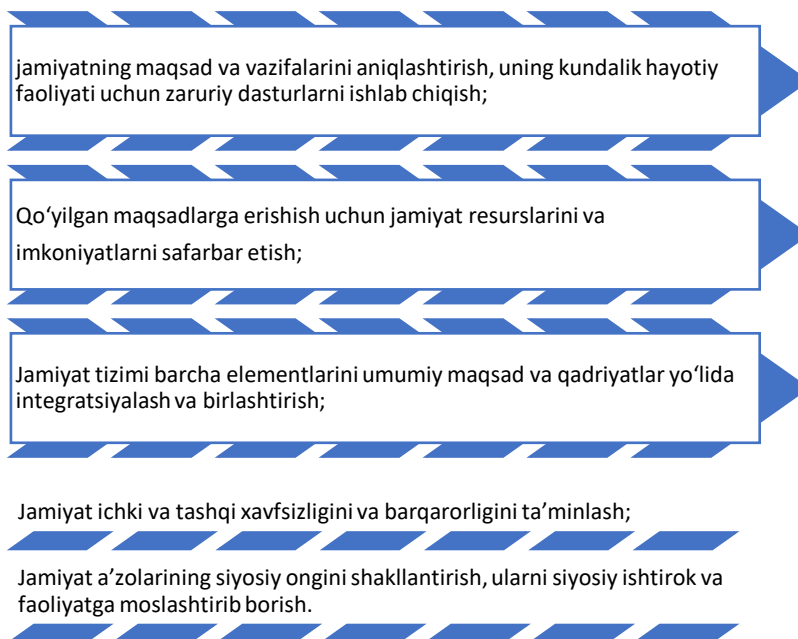 jamiyatning maqsad va vazifalarini aniqlashtirish, uning kundalik hayotiy
faoliyati uchun zaruriy dasturlarni ishlab chiqish;
Qo‘yilgan maqsadlarga erishish uchun jamiyat resurslarini va
imkoniyatlarni safarbar etish;
Jamiyat tizimi barcha elementlarini umumiy maqsad va qadriyatlar yo‘lida
integratsiyalash va birlashtirish;
Jamiyat ichki va tashqi xavfsizligini va barqarorligini ta’minlash;
Jamiyat a’zolarining siyosiy ongini shakllantirish, ularni siyosiy ishtirok va
faoliyatga moslashtirib borish.